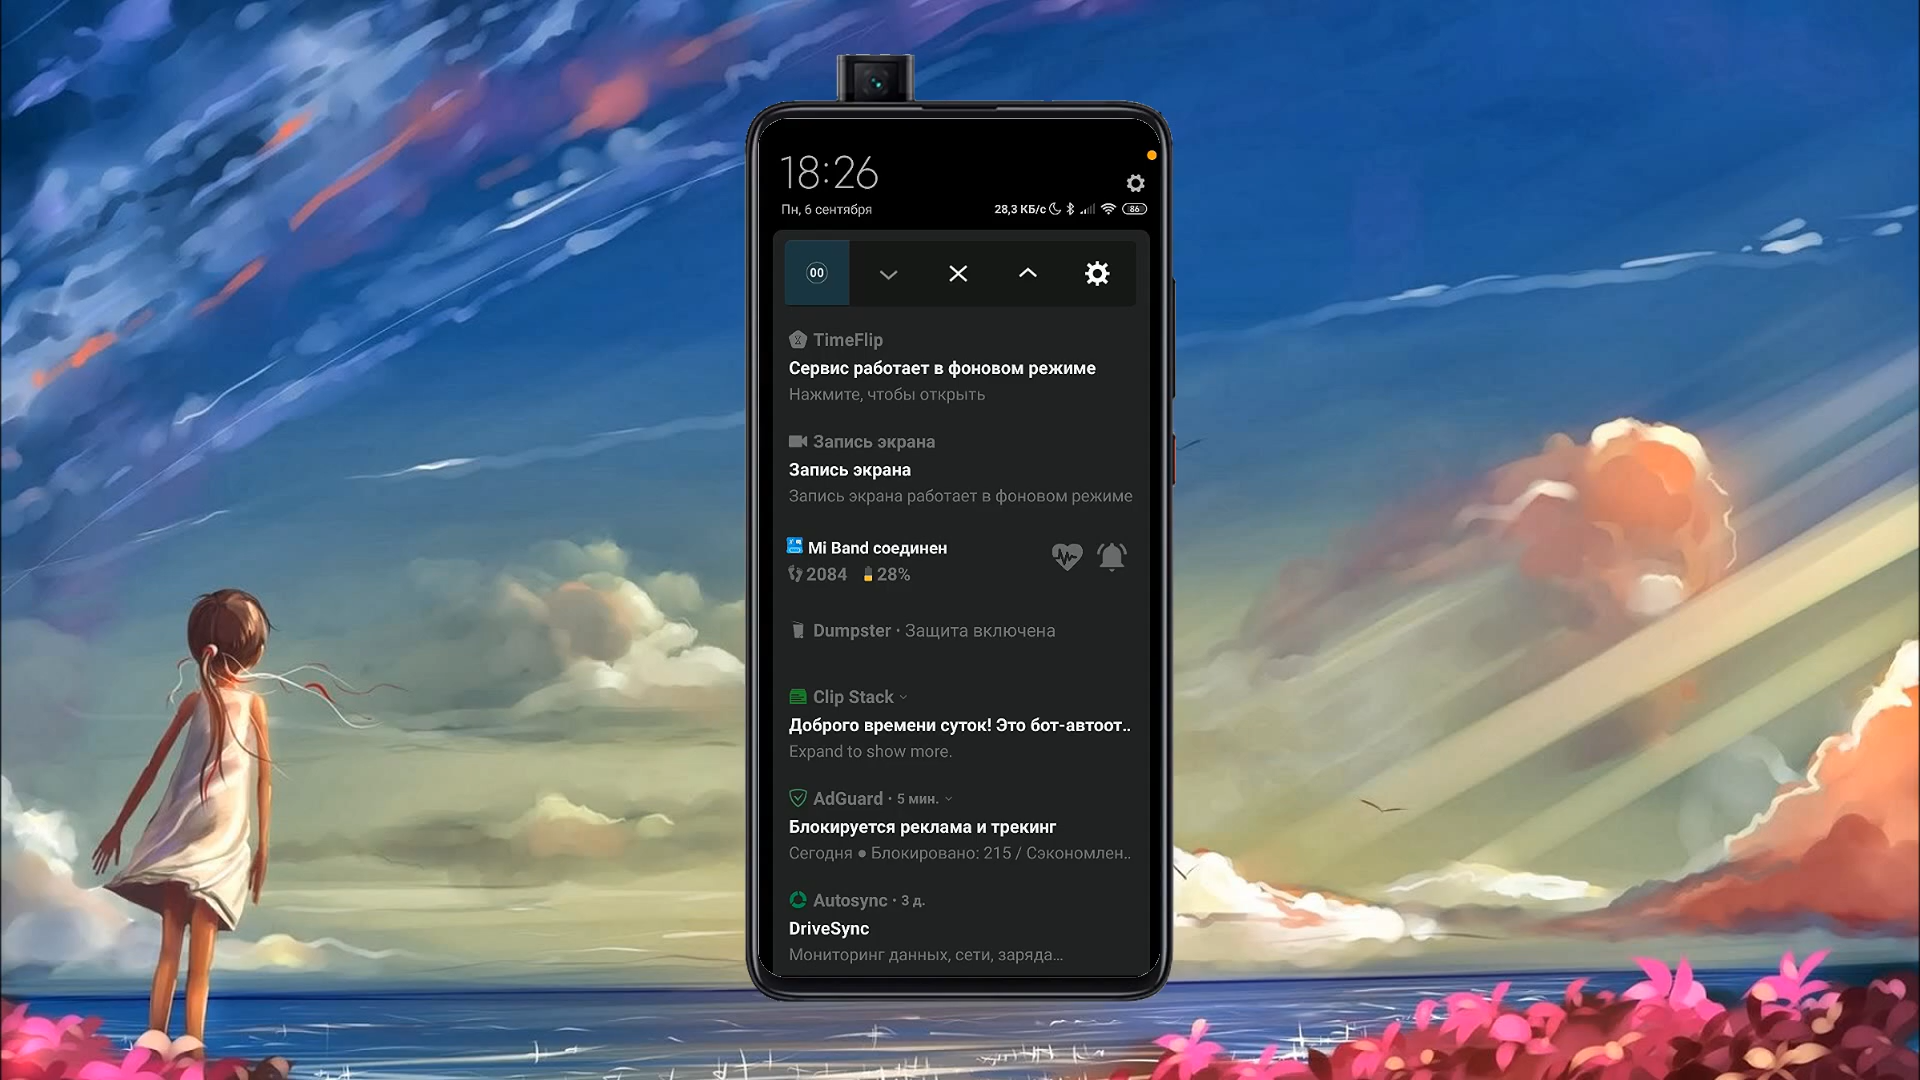 18:26
Пн, 6 сентября
28,3 КБ/с
86
00
TimeFlip
Сервис работает в фоновом режиме
Нажмите, чтобы открыть
Запись экрана
Запись экрана
Запись экрана работает в фоновом режиме
Mi Band соединен
2084 28%
Dumpster · Защита включена
Clip Stack
Доброго времени суток! Это бот-автоот..
Expand to show more.
AdGuard · 5 мин.
Блокируется реклама и трекинг
Сегодня ● Блокировано: 215 / Сэкономлен..
Autosync · 3 д.
DriveSync
Мониторинг данных, сети, заряда...